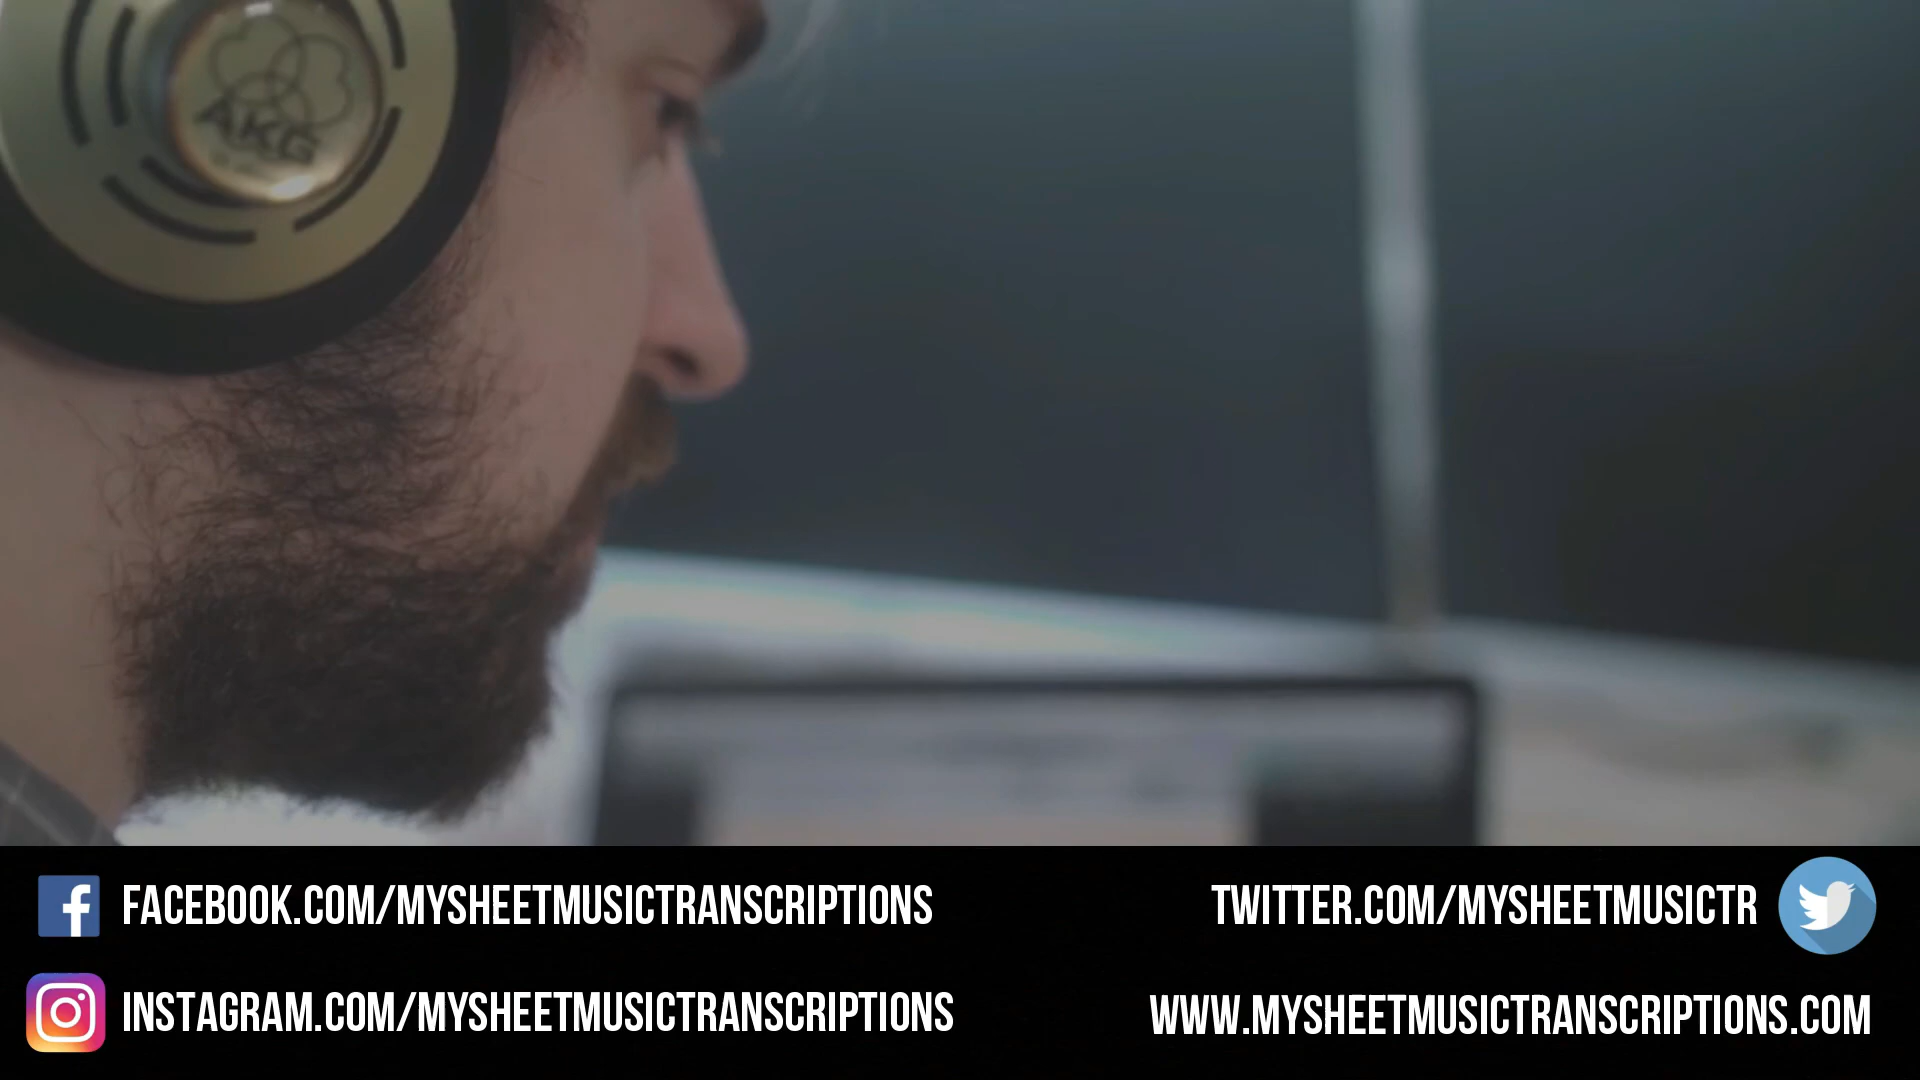 AKG
FACEBOOK.COM/MYSHEETMUSICTRANSCRIPTIONS
TWITTER.COM/MYSHEETMUSICTR
INSTAGRAM.COM/MYSHEETMUSICTRANSCRIPTIONS
WWW.MYSHEETMUSICTRANSCRIPTIONS.COM